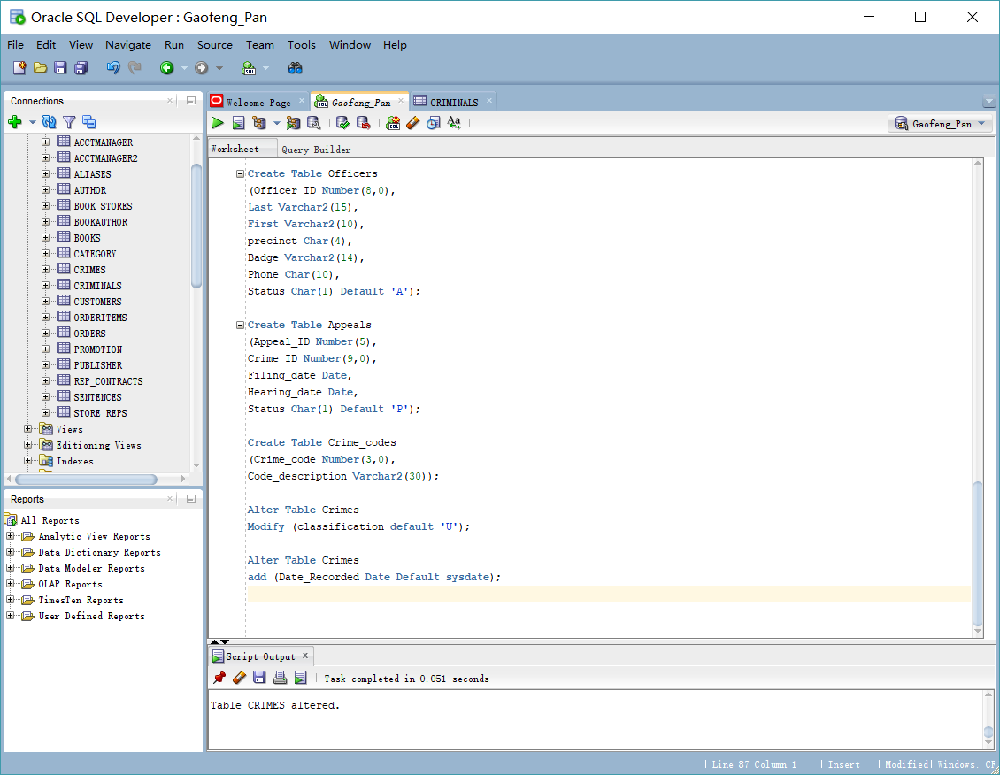 Oracle SQL Developer : Gaofeng_Pan
File Edit View Navigate Run Source Team Tools Window Help
Connections
ACCTMANAGER
ACCTMANAGER2
ALIASES
AUTHOR
BOOK_STORES
BOOKAUTHOR
BOOKS
CATEGORY
CRIMES
CRIMINALS
CUSTOMERS
ORDERITEMS
ORDERS
PROMOTION
PUBLISHER
REP_CONTRACTS
SENTENCES
STORE_REPS
Views
Editioning Views
Indexes
Reports
All Reports
Analytic View Reports
Data Dictionary Reports
Data Modeler Reports
OLAP Reports
TimesTen Reports
User Defined Reports
Welcome Page Gaofeng_Pan CRIMINALS
Gaofeng_Pan
Worksheet Query Builder
Create Table Officers
(Officer_ID Number(8,0),
Last Varchar2(15),
First Varchar2(10),
precinct Char(4),
Badge Varchar2(14),
Phone Char(10),
Status Char(1) Default 'A');
Create Table Appeals
(Appeal_ID Number(5),
Crime_ID Number(9,0),
Filing_date Date,
Hearing_date Date,
Status Char(1) Default 'P');
Create Table Crime_codes
(Crime_code Number(3,0),
Code_description Varchar2(30));
Alter Table Crimes
Modify (classification default 'U');
Alter Table Crimes
add (Date_Recorded Date Default sysdate);
Script Output x
Task completed in 0.051 seconds
Table CRIMES altered.
Line 87 Column 1 | Insert | Modified| Windows: CR